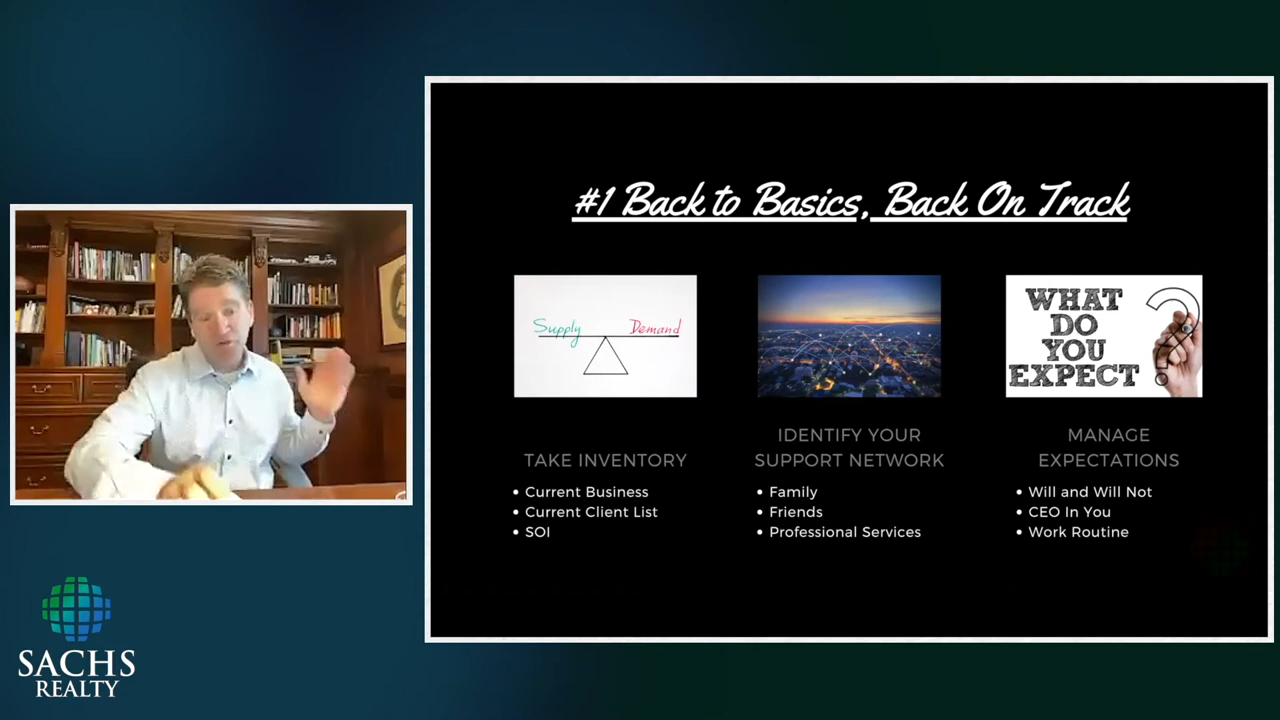 #1 Back to Basics, Back On Track
Supply Demand
WHAT
DO
YOU
EXPECT
?
TAKE INVENTORY
• Current Business
• Current Client List
• SOI
IDENTIFY YOUR
SUPPORT NETWORK
• Family
• Friends
• Professional Services
MANAGE
EXPECTATIONS
• Will and Will Not
• CEO In You
• Work Routine
SACHS
REALTY